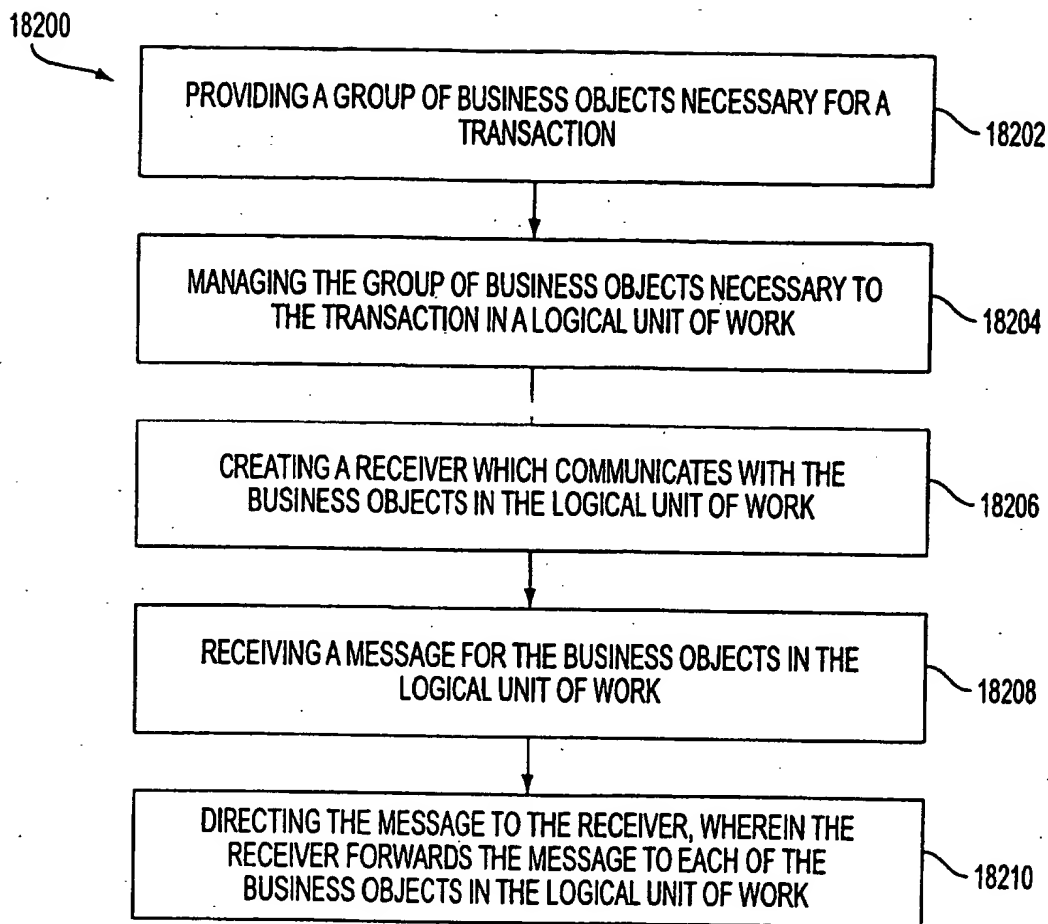 18200
PROVIDING A GROUP OF BUSINESS OBJECTS NECESSARY FOR A
TRANSACTION
18202
MANAGING THE GROUP OF BUSINESS OBJECTS NECESSARY TO
THE TRANSACTION IN A LOGICAL UNIT OF WORK
18204
CREATING A RECEIVER WHICH COMMUNICATES WITH THE
BUSINESS OBJECTS IN THE LOGICAL UNIT OF WORK
18206
RECEIVING A MESSAGE FOR THE BUSINESS OBJECTS IN THE
LOGICAL UNIT OF WORK
18208
DIRECTING THE MESSAGE TO THE RECEIVER, WHEREIN THE
RECEIVER FORWARDS THE MESSAGE TO EACH OF THE
BUSINESS OBJECTS IN THE LOGICAL UNIT OF WORK
18210